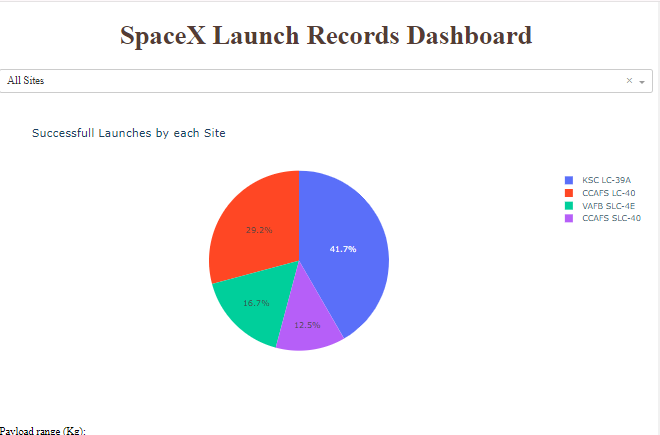 SpaceX Launch Records Dashboard
All Sites
×
Successfull Launches by each Site
KSC LC-39A
CCAFS LC-40
VAFB SLC-4E
CCAFS SLC-40
29.2%
41.7%
16.7%
12.5%
Payload range (Kg):